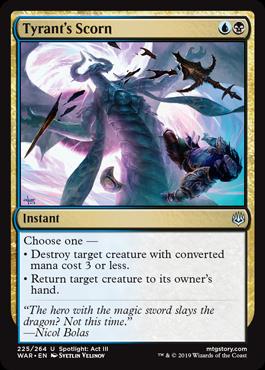 Tyrant's Scorn
Instant
Choose one —
• Destroy target creature with converted
mana cost 3 or less.
• Return target creature to its owner's
hand.
"The hero with the magic sword slays the
dragon? Not this time."
—Nicol Bolas
225/264 U Spotlight: Act III
WAR • EN Svetlin Velinov
mtgstory.com
™ & © 2019 Wizards of the Coast